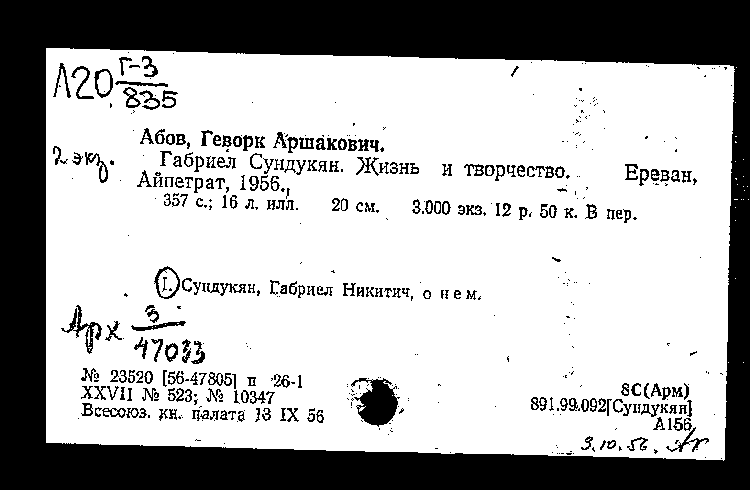 Л20 Г-3/835
Абов, Геворк Аршакович.
2 экз.
Габриел Сундукян. Жизнь и творчество. Ереван,
Айпетрат, 1956.
357 с.; 16 л. илл. 20 см. 3.000 экз. 12 р. 50 к. В пер.
1. Сундукян, Габриел Никитич, о нем.
Арх 3/47033
№ 23520 [56-47805] п 26-1
XXVII № 523; № 10347
Всесоюз. кн. палата 13 IX 56
8С(Арм)
891.99.092[Сундукян]
А156
3.10.56.